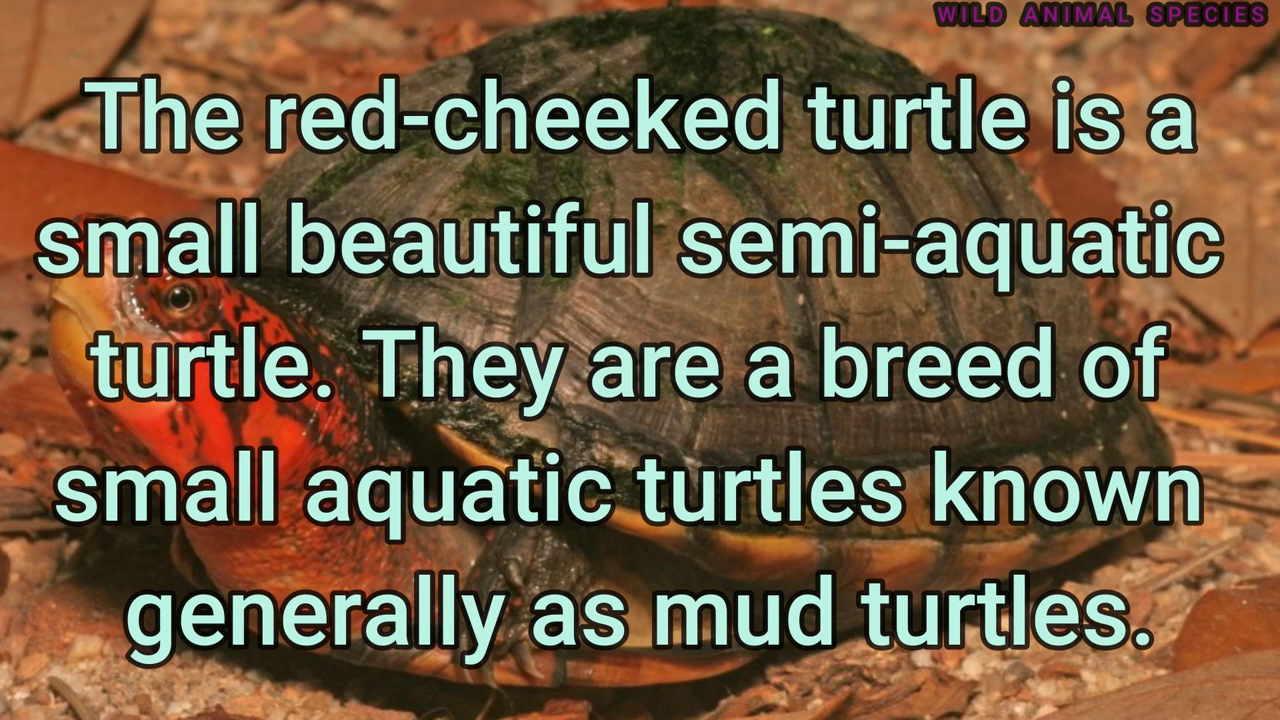 WILD ANIMAL SPECIES
The red-cheeked turtle is a
small beautiful semi-aquatic
turtle. They are a breed of
small aquatic turtles known
generally as mud turtles.